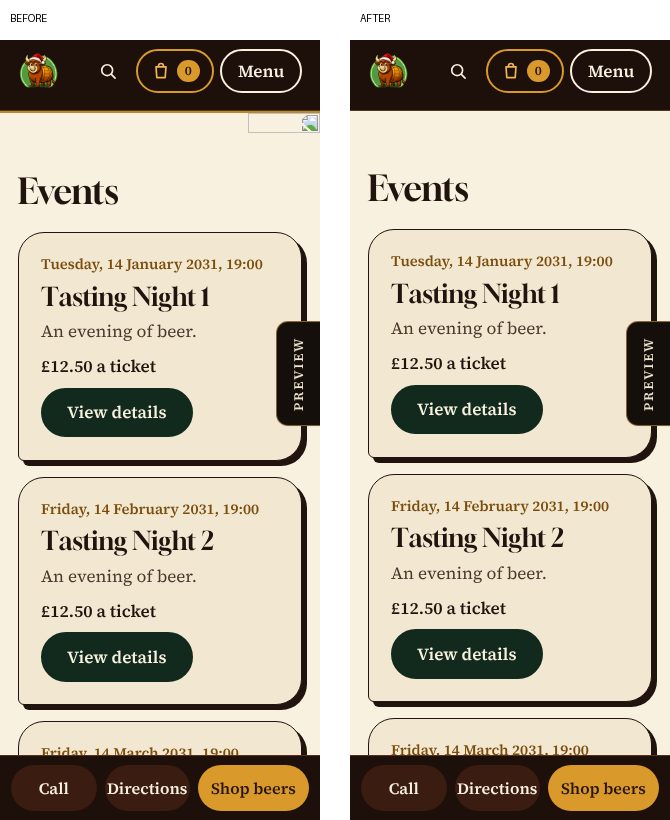 BEFORE
0
Menu
Events
Tuesday, 14 January 2031, 19:00
Tasting Night 1
An evening of beer.
£12.50 a ticket
View details
PREVIEW
Friday, 14 February 2031, 19:00
Tasting Night 2
An evening of beer.
£12.50 a ticket
View details
Friday, 14 March 2031, 19:00
Call
Directions
Shop beers
AFTER
0
Menu
Events
Tuesday, 14 January 2031, 19:00
Tasting Night 1
An evening of beer.
£12.50 a ticket
View details
PREVIEW
Friday, 14 February 2031, 19:00
Tasting Night 2
An evening of beer.
£12.50 a ticket
View details
Friday, 14 March 2031, 19:00
Call
Directions
Shop beers